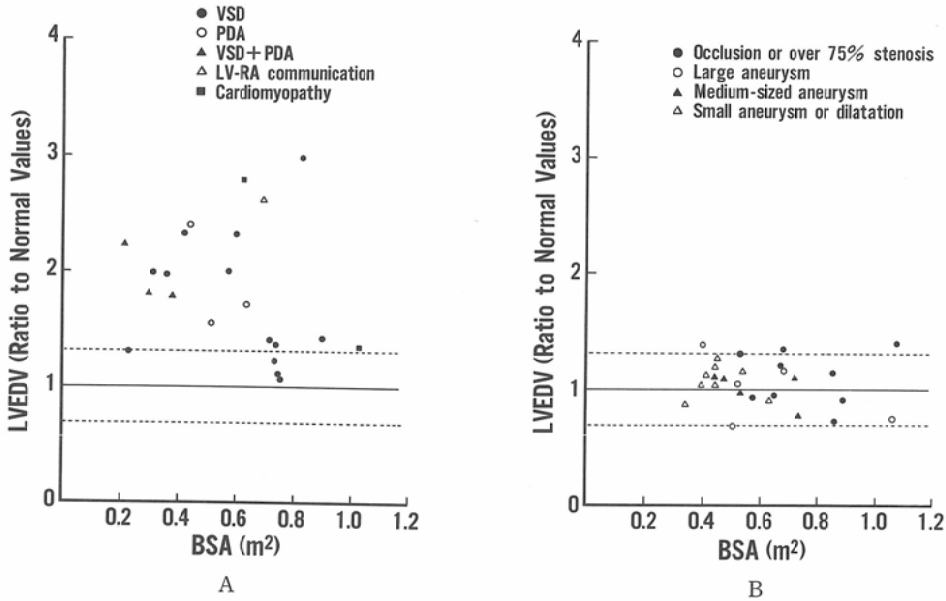 VSD
PDA
VSD+PDA
LV-RA communication
Cardiomyopathy
4
3
2
1
0
LVEDV (Ratio to Normal Values)
0.2 0.4 0.6 0.8 1.0 1.2
BSA (m²)
A
Occlusion or over 75% stenosis
Large aneurysm
Medium-sized aneurysm
Small aneurysm or dilatation
4
3
2
1
0
LVEDV (Ratio to Normal Values)
0.2 0.4 0.6 0.8 1.0 1.2
BSA (m²)
B